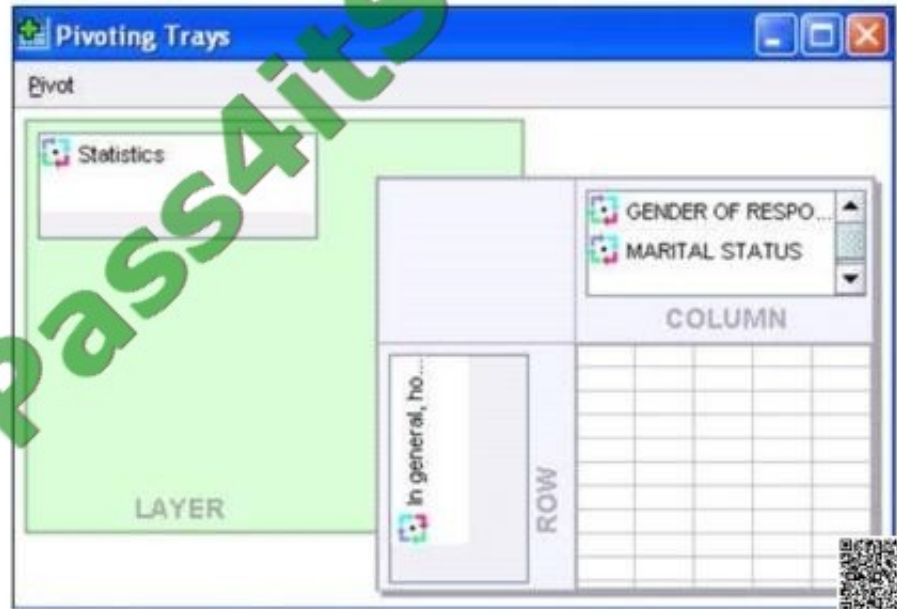 Pivoting Trays
Pivot
Statistics
GENDER OF RESPO...
MARITAL STATUS
COLUMN
In general, ho...
ROW
LAYER
Pass4its